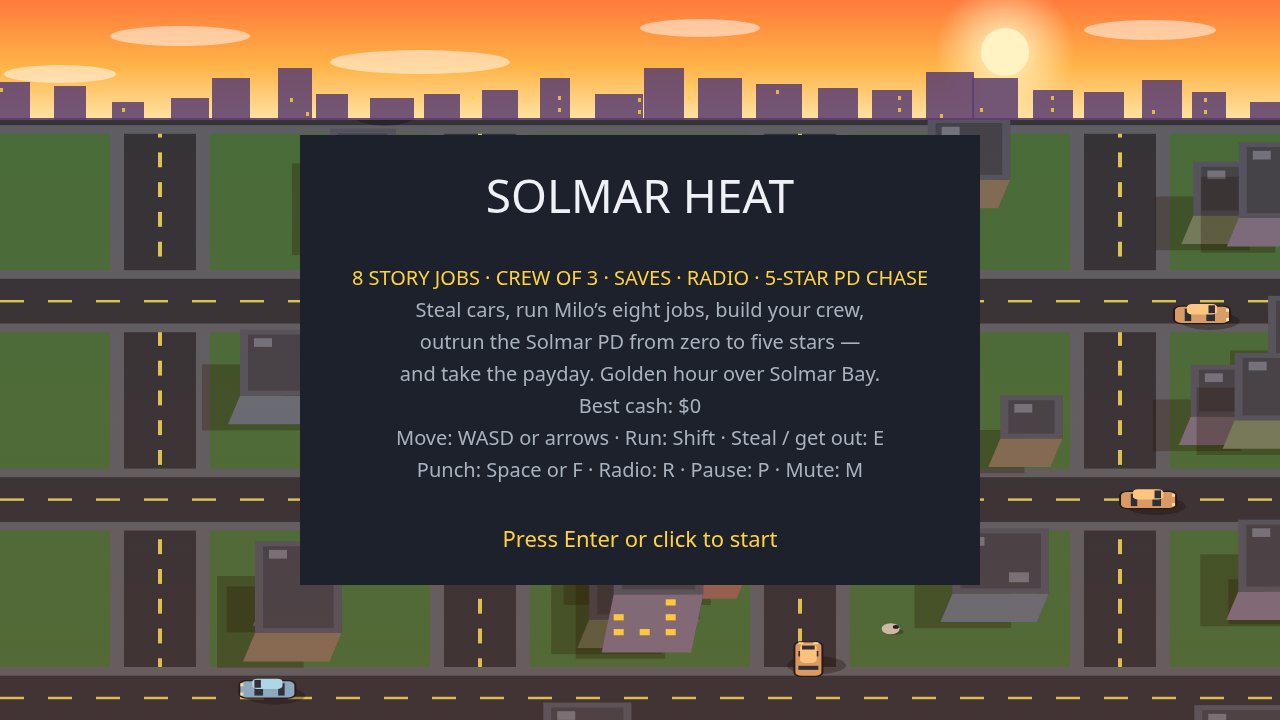 SOLMAR HEAT
8 STORY JOBS · CREW OF 3 · SAVES · RADIO · 5-STAR PD CHASE
Steal cars, run Milo’s eight jobs, build your crew,
outrun the Solmar PD from zero to five stars —
and take the payday. Golden hour over Solmar Bay.
Best cash: $0
Move: WASD or arrows · Run: Shift · Steal / get out: E
Punch: Space or F · Radio: R · Pause: P · Mute: M
Press Enter or click to start